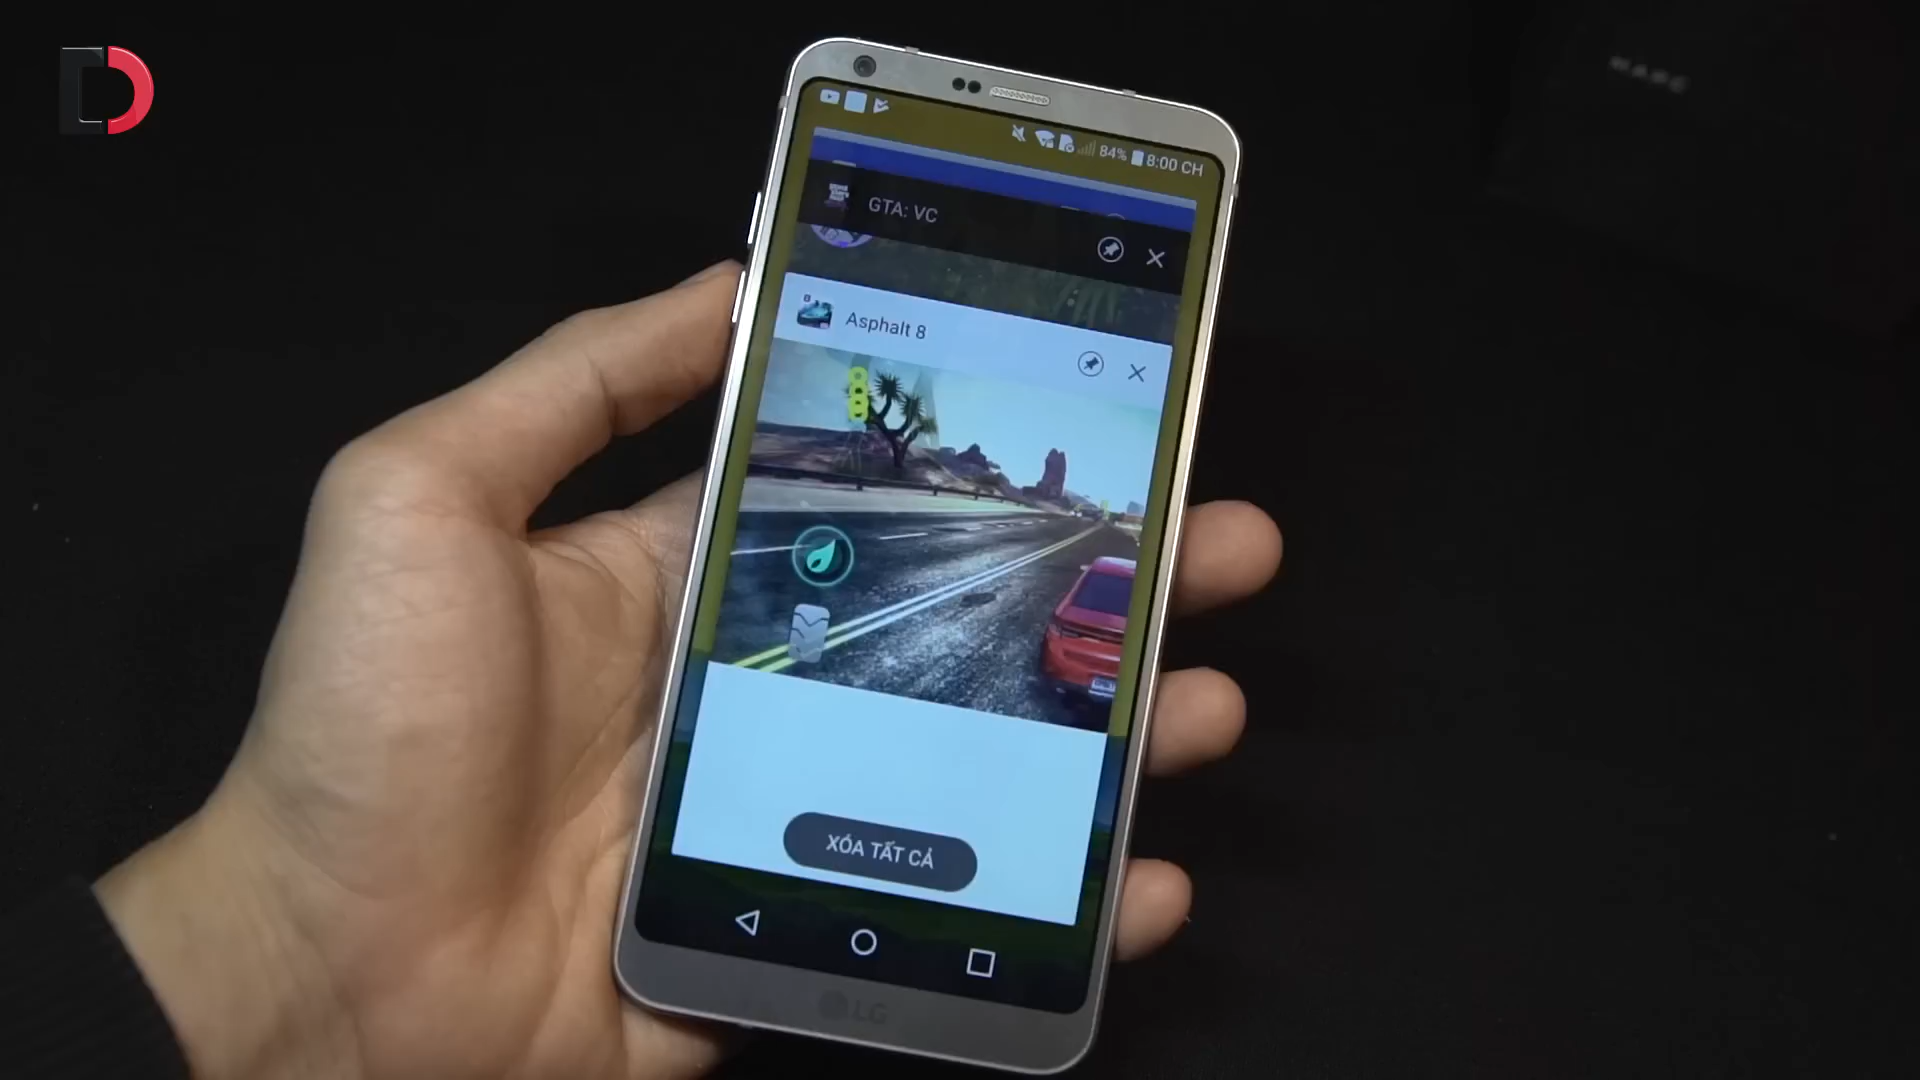 84% 8:00 CH
GTA: VC
Asphalt 8
XÓA TẤT CẢ
LG